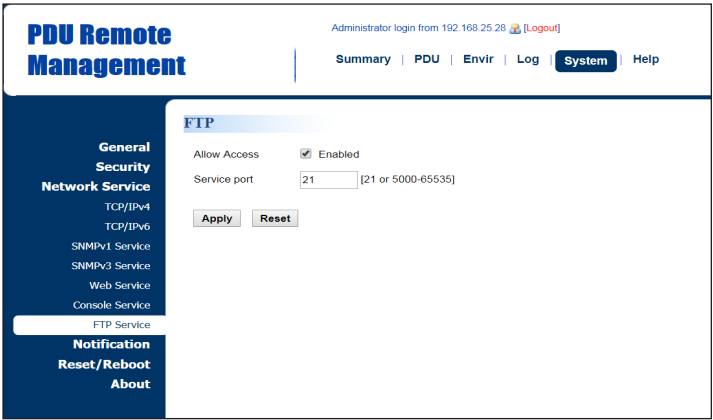 PDU Remote
Management
Administrator login from 192.168.25.28 [Logout]
Summary | PDU | Envir | Log | System | Help
General
Security
Network Service
TCP/IPv4
TCP/IPv6
SNMPv1 Service
SNMPv3 Service
Web Service
Console Service
FTP Service
Notification
Reset/Reboot
About
FTP
Allow Access Enabled
Service port 21 [21 or 5000-65535]
Apply Reset